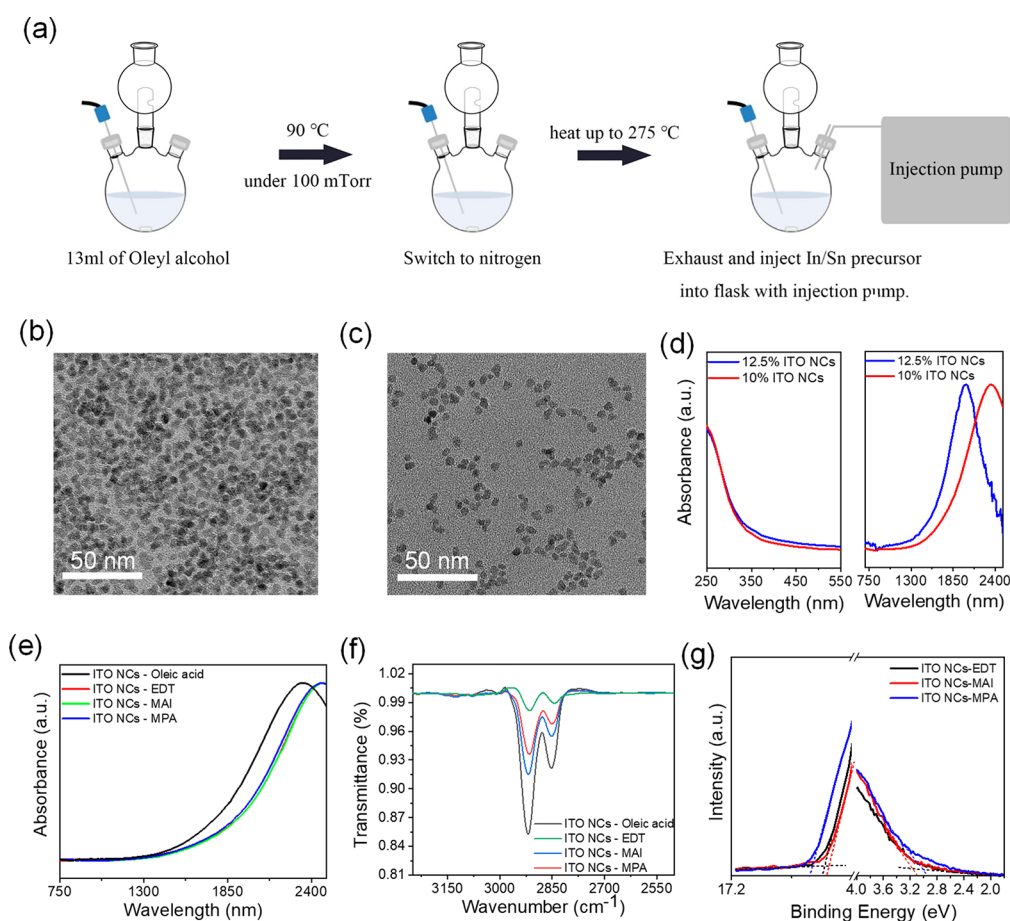 (a)
90 ℃
under 100 mTorr
heat up to 275 ℃
Injection pump
13ml of Oleyl alcohol
Switch to nitrogen
Exhaust and inject In/Sn precursor
into flask with injection pump.
(b)
50 nm
(c)
50 nm
(d)
12.5% ITO NCs
10% ITO NCs
12.5% ITO NCs
10% ITO NCs
Absorbance (a.u.)
250 350 450 550
750 1300 1850 2400
Wavelength (nm)
Wavelength (nm)
(e)
ITO NCs - Oleic acid
ITO NCs - EDT
ITO NCs - MAI
ITO NCs - MPA
Absorbance (a.u.)
750 1300 1850 2400
Wavelength (nm)
(f)
1.02
0.99
0.96
0.93
0.90
0.87
0.84
0.81
Transmittance (%)
ITO NCs - Oleic acid
ITO NCs - EDT
ITO NCs - MAI
ITO NCs - MPA
3150 3000 2850 2700 2550
Wavenumber (cm-1)
(g)
ITO NCs-EDT
ITO NCs-MAI
ITO NCs-MPA
Intensity (a.u.)
17.2 4.0 3.6 3.2 2.8 2.4 2.0
Binding Energy (eV)